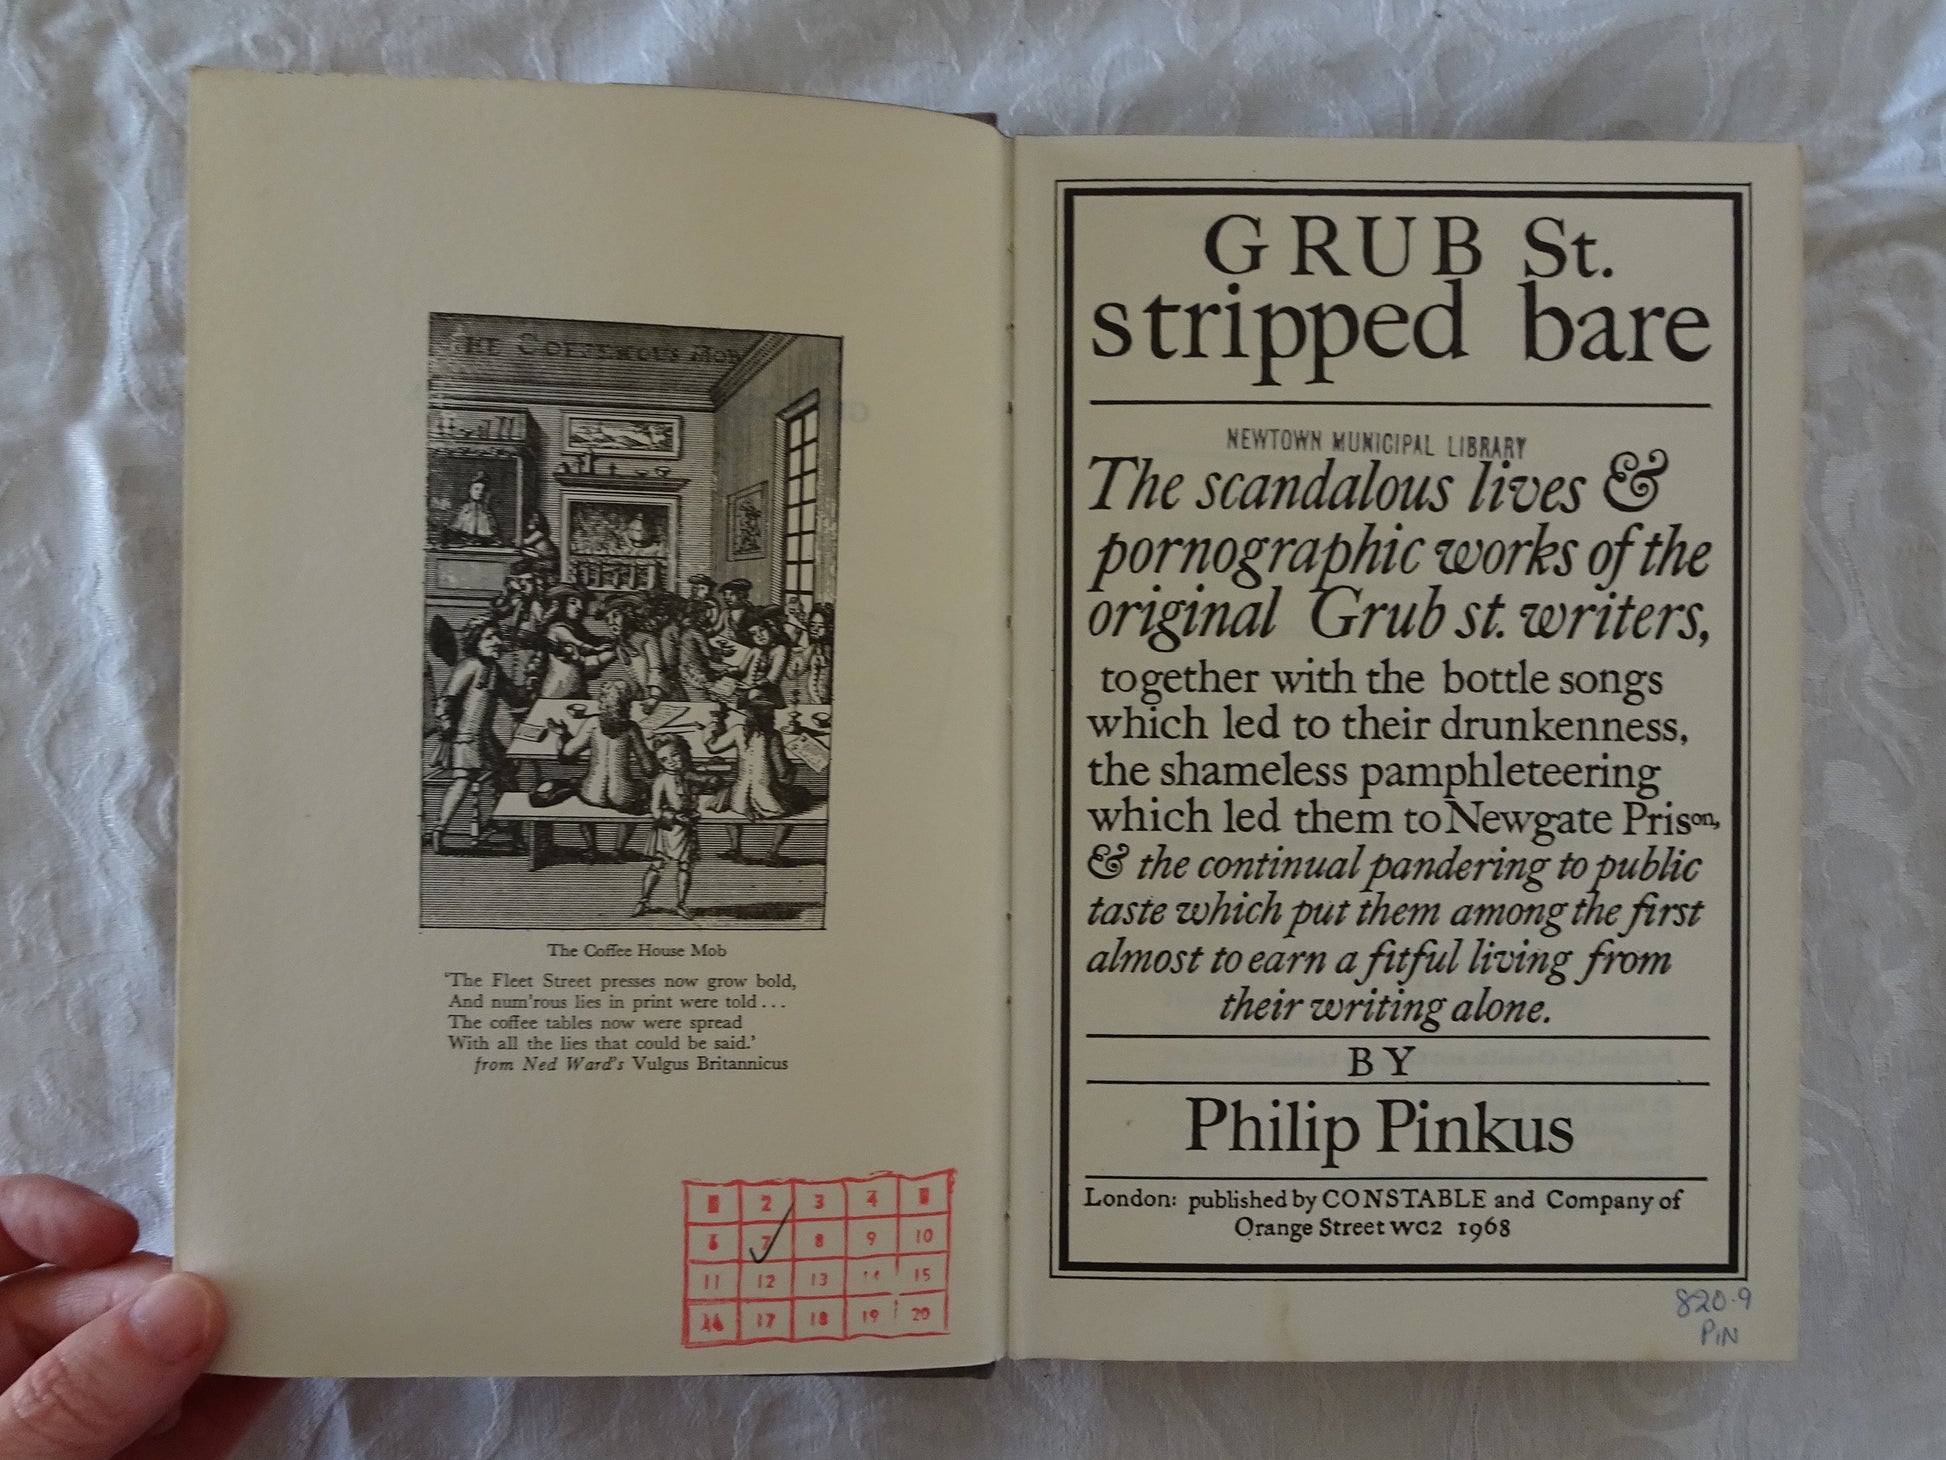 THE COFFEHOUS MOB
The Coffee House Mob
'The Fleet Street presses now grow bold,
And num'rous lies in print were told...
The coffee tables now were spread
With all the lies that could be said.'
from Ned Ward's Vulgus Britannicus
2 3 4
6 7 8 9 10
11 12 13 15
16 17 18 19 20
GRUB St.
stripped bare
NEWTOWN MUNICIPAL LIBRARY
The scandalous lives &
pornographic works of the
original Grub st. writers,
together with the bottle songs
which led to their drunkenness,
the shameless pamphleteering
which led them to Newgate Prison,
& the continual pandering to public
taste which put them among the first
almost to earn a fitful living from
their writing alone.
BY
Philip Pinkus
London: published by CONSTABLE and Company of
Orange Street WC2 1968
820.9
PIN